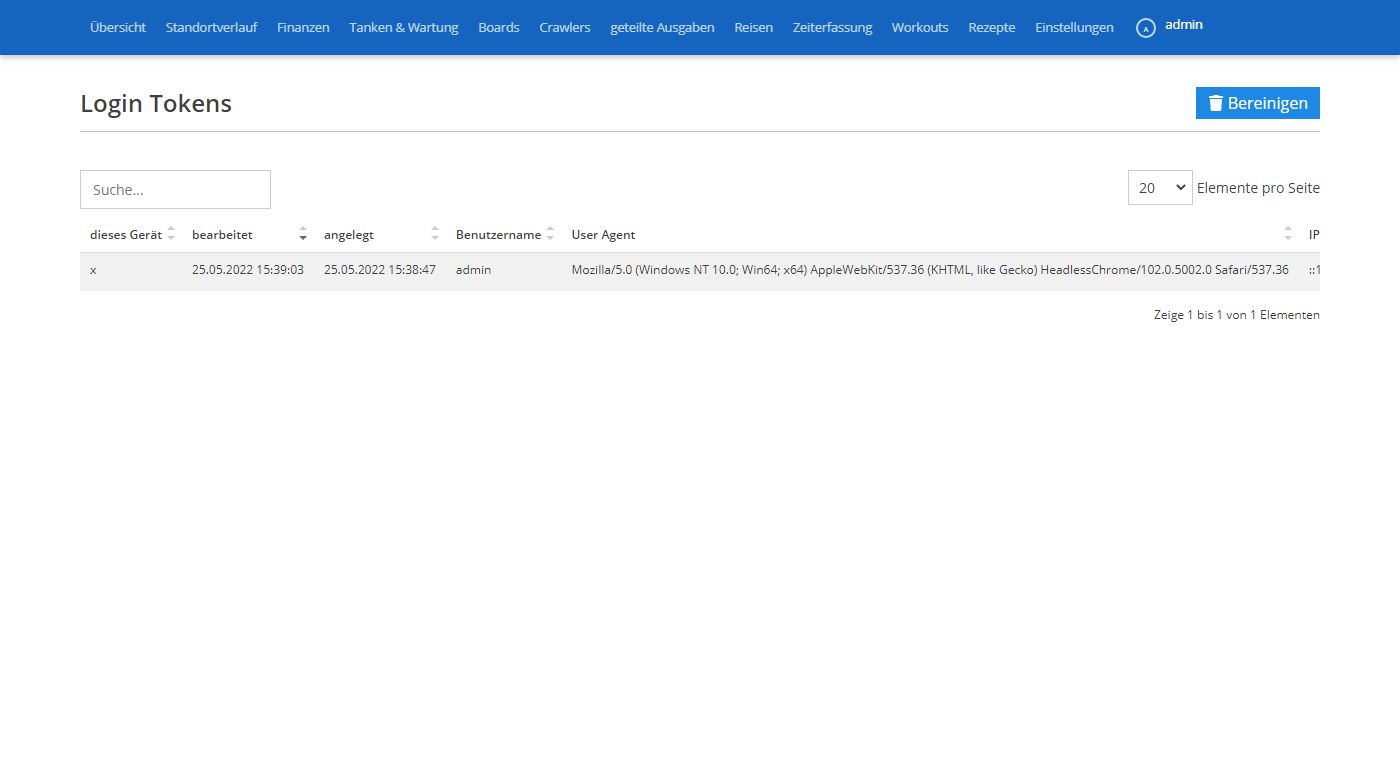 Übersicht Standortverlauf Finanzen Tanken & Wartung Boards Crawlers geteilte Ausgaben Reisen Zeiterfassung Workouts Rezepte Einstellungen A admin
Login Tokens Bereinigen
Suche... 20 Elemente pro Seite
dieses Gerät bearbeitet angelegt Benutzername User Agent IP
x 25.05.2022 15:39:03 25.05.2022 15:38:47 admin Mozilla/5.0 (Windows NT 10.0; Win64; x64) AppleWebKit/537.36 (KHTML, like Gecko) HeadlessChrome/102.0.5002.0 Safari/537.36 ::1
Zeige 1 bis 1 von 1 Elementen